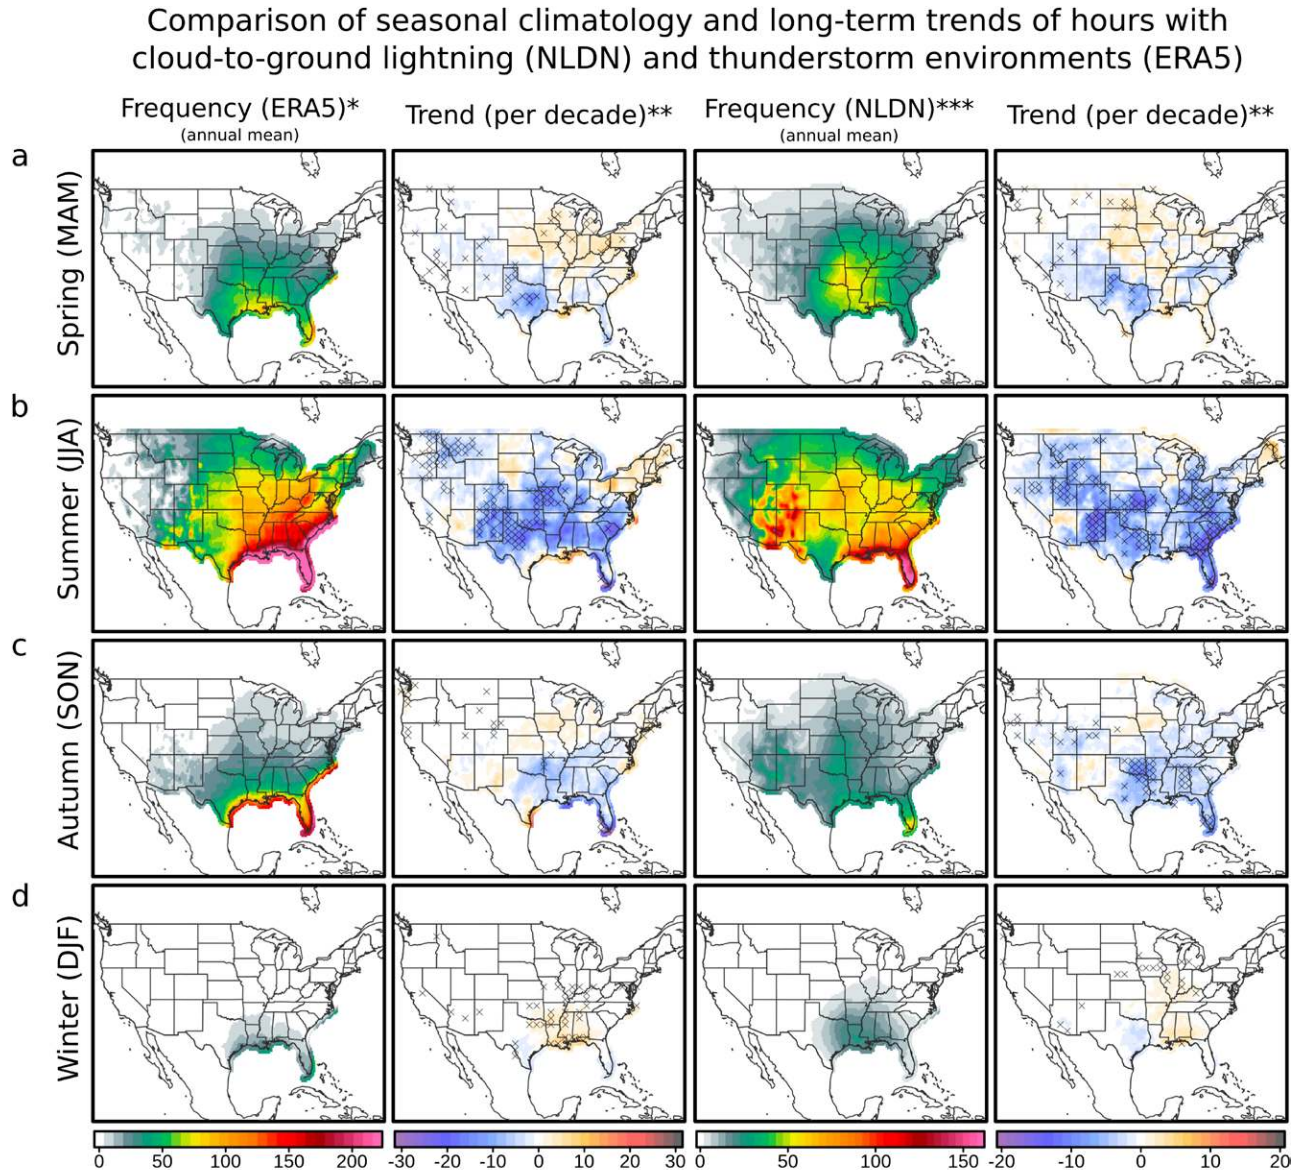 Comparison of seasonal climatology and long-term trends of hours with
cloud-to-ground lightning (NLDN) and thunderstorm environments (ERA5)
Frequency (ERA5)*
(annual mean)
Trend (per decade)**
Frequency (NLDN)***
(annual mean)
Trend (per decade)**
a
Spring (MAM)
b
Summer (JJA)
c
Autumn (SON)
d
Winter (DJF)
0 50 100 150 200
-30 -20 -10 0 10 20 30
0 50 100 150
-20 -10 0 10 20